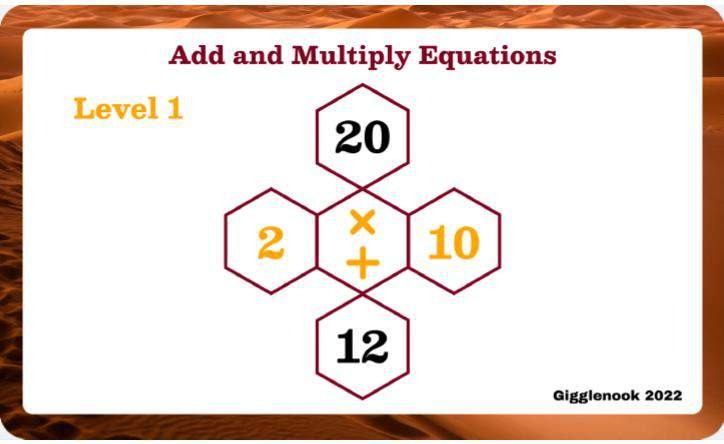 Add and Multiply Equations
Level 1
20
2 × 10
+
12
Gigglenook 2022